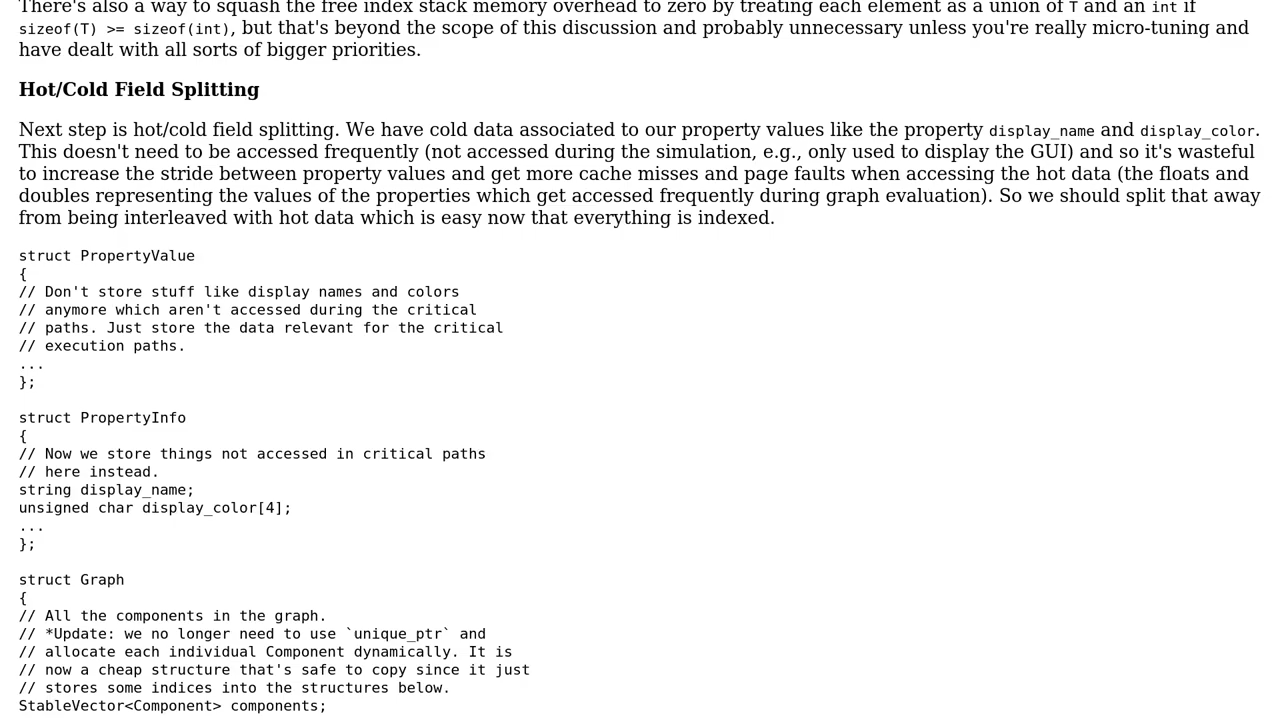 There's also a way to squash the free index stack memory overhead to zero by treating each element as a union of T and an int if
sizeof(T) >= sizeof(int), but that's beyond the scope of this discussion and probably unnecessary unless you're really micro-tuning and
have dealt with all sorts of bigger priorities.
Hot/Cold Field Splitting
Next step is hot/cold field splitting. We have cold data associated to our property values like the property display_name and display_color.
This doesn't need to be accessed frequently (not accessed during the simulation, e.g., only used to display the GUI) and so it's wasteful
to increase the stride between property values and get more cache misses and page faults when accessing the hot data (the floats and
doubles representing the values of the properties which get accessed frequently during graph evaluation). So we should split that away
from being interleaved with hot data which is easy now that everything is indexed.
struct PropertyValue
{
// Don't store stuff like display names and colors
// anymore which aren't accessed during the critical
// paths. Just store the data relevant for the critical
// execution paths.
...
};
struct PropertyInfo
{
// Now we store things not accessed in critical paths
// here instead.
string display_name;
unsigned char display_color[4];
...
};
struct Graph
{
// All the components in the graph.
// *Update: we no longer need to use `unique_ptr` and
// allocate each individual Component dynamically. It is
// now a cheap structure that's safe to copy since it just
// stores some indices into the structures below.
StableVector<Component> components;